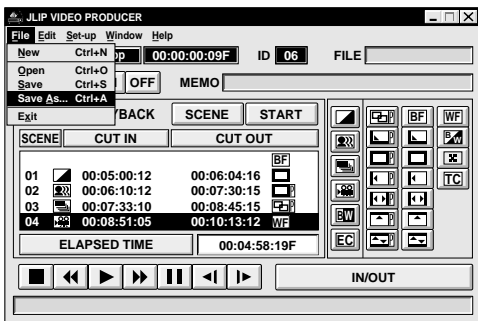 JLIP VIDEO PRODUCER
File Edit Set-up Window Help
New Ctrl+N
Open Ctrl+O
Save Ctrl+S
Save As... Ctrl+A
Exit
00:00:00:09F ID 06 FILE
OFF MEMO
BACK SCENE START
SCENE CUT IN CUT OUT
BF
01 00:05:00:12 00:06:04:16
02 00:06:10:12 00:07:30:15 P
03 00:07:33:10 00:08:45:15 P
04 00:08:51:05 00:10:13:12 WF
ELAPSED TIME 00:04:58:19F
P BF WF
P B/W
P
P TC
P
BW P
EC P
IN/OUT